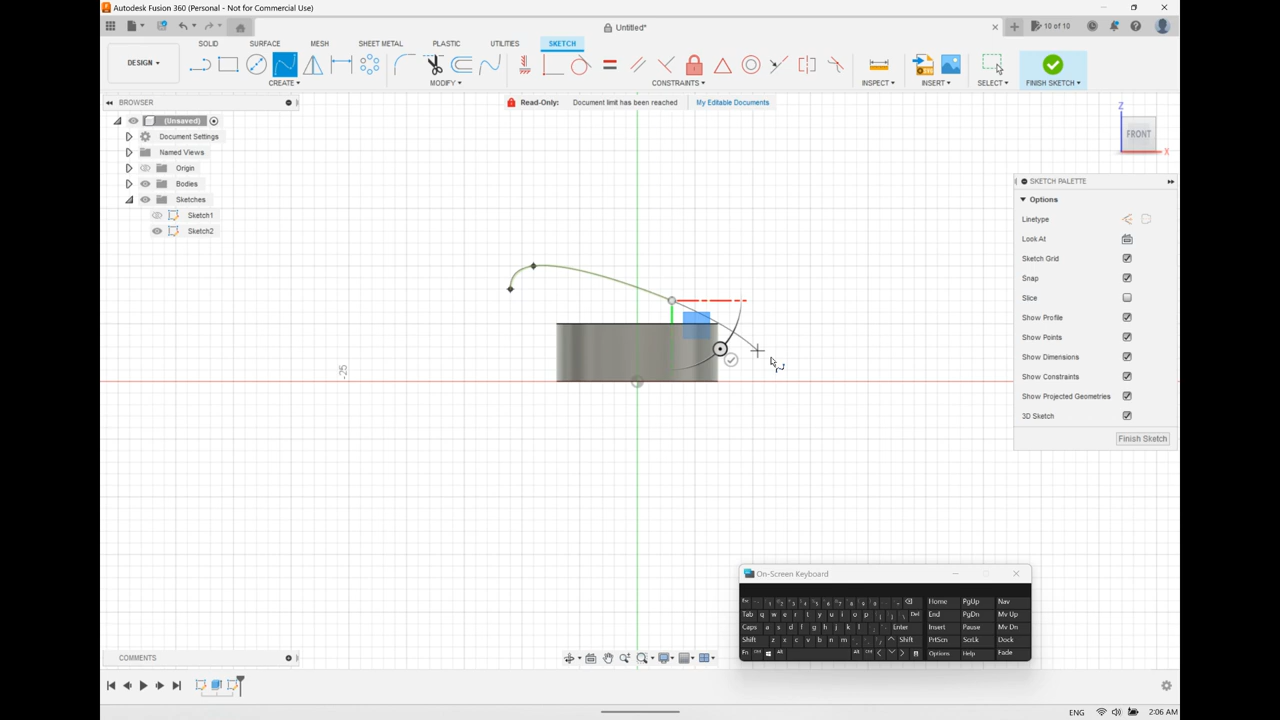 Autodesk Fusion 360 (Personal - Not for Commercial Use)
Untitled*
10 of 10
SOLID SURFACE MESH SHEET METAL PLASTIC UTILITIES SKETCH
DESIGN
CREATE MODIFY CONSTRAINTS INSPECT INSERT SELECT FINISH SKETCH
BROWSER
Read-Only: Document limit has been reached My Editable Documents
(Unsaved)
Document Settings
Named Views
Origin
Bodies
Sketches
Sketch1
Sketch2
Z
FRONT
X
SKETCH PALETTE
Options
Linetype
Look At
Sketch Grid
Snap
Slice
Show Profile
Show Points
Show Dimensions
Show Constraints
Show Projected Geometries
3D Sketch
Finish Sketch
-25
On-Screen Keyboard
Home PgUp Nav
Tab q w e r t y u i o p Del End PgDn Mv Up
Caps a s d f g h j k l Enter Insert Pause Mv Dn
Shift z x c v b n m Shift PrtScn ScrLk Dock
Fn Alt Options Help Fade
COMMENTS
ENG 2:06 AM